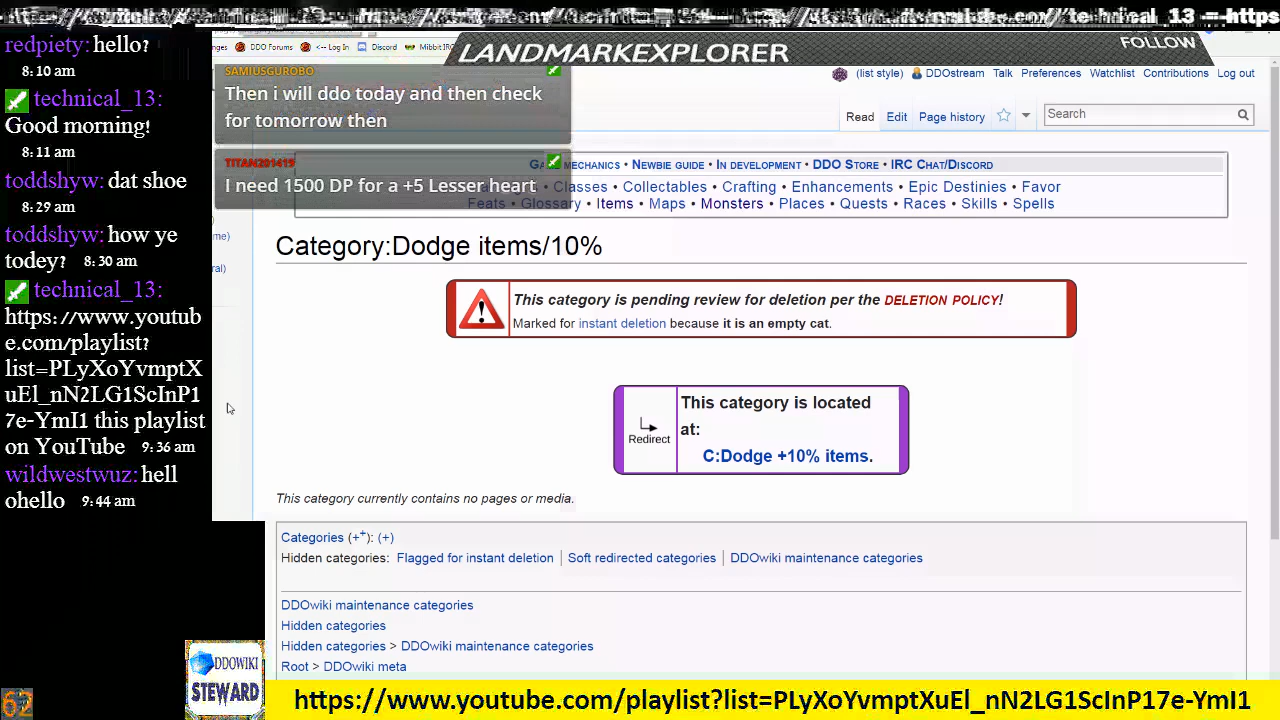 redpiety: hello?
8:10 am
technical_13:
Good morning!
8:11 am
toddshyw: dat shoe
8:29 am
toddshyw: how ye
todey? 8:30 am
technical_13:
https://www.youtub
e.com/playlist?
list=PLyXoYvmptX
uEl_nN2LG1ScInP1
7e-YmI1 this playlist
on YouTube 9:36 am
wildwestwuz: hell
ohello 9:44 am
DDO Forums <-- Log In Discord Mibbit
LANDMARKEXPLORER
FOLLOW
SAMIUSGUROBO
Then i will ddo today and then check
for tomorrow then
TITAN201419
I need 1500 DP for a +5 Lesser heart
(list style) DDOstream Talk Preferences Watchlist Contributions Log out
Read Edit Page history Search
MECHANICS • NEWBIE GUIDE • IN DEVELOPMENT • DDO STORE • IRC CHAT/DISCORD
Classes • Collectables • Crafting • Enhancements • Epic Destinies • Favor
Feats • Glossary • Items • Maps • Monsters • Places • Quests • Races • Skills • Spells
Category:Dodge items/10%
This category is pending review for deletion per the DELETION POLICY!
Marked for instant deletion because it is an empty cat.
This category is located
at:
Redirect
C:Dodge +10% items.
This category currently contains no pages or media.
Categories (+⁺): (+)
Hidden categories: Flagged for instant deletion | Soft redirected categories | DDOwiki maintenance categories
DDOwiki maintenance categories
Hidden categories
Hidden categories > DDOwiki maintenance categories
Root > DDOwiki meta
DDOWIKI
STEWARD
https://www.youtube.com/playlist?list=PLyXoYvmptXuEl_nN2LG1ScInP17e-YmI1